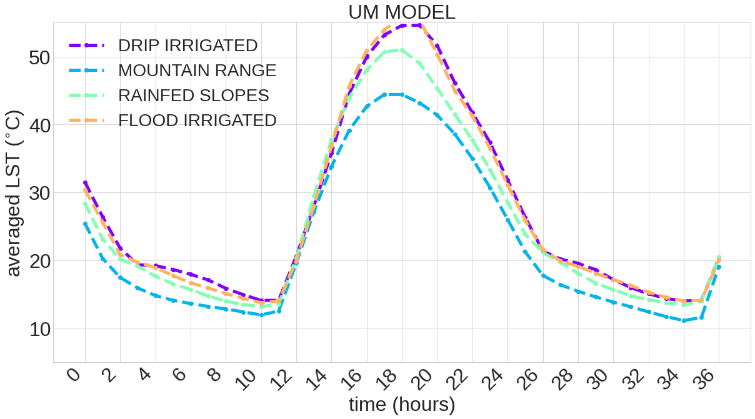 UM MODEL
DRIP IRRIGATED
MOUNTAIN RANGE
RAINFED SLOPES
FLOOD IRRIGATED
averaged LST (°C)
50
40
30
20
10
0 2 4 6 8 10 12 14 16 18 20 22 24 26 28 30 32 34 36
time (hours)